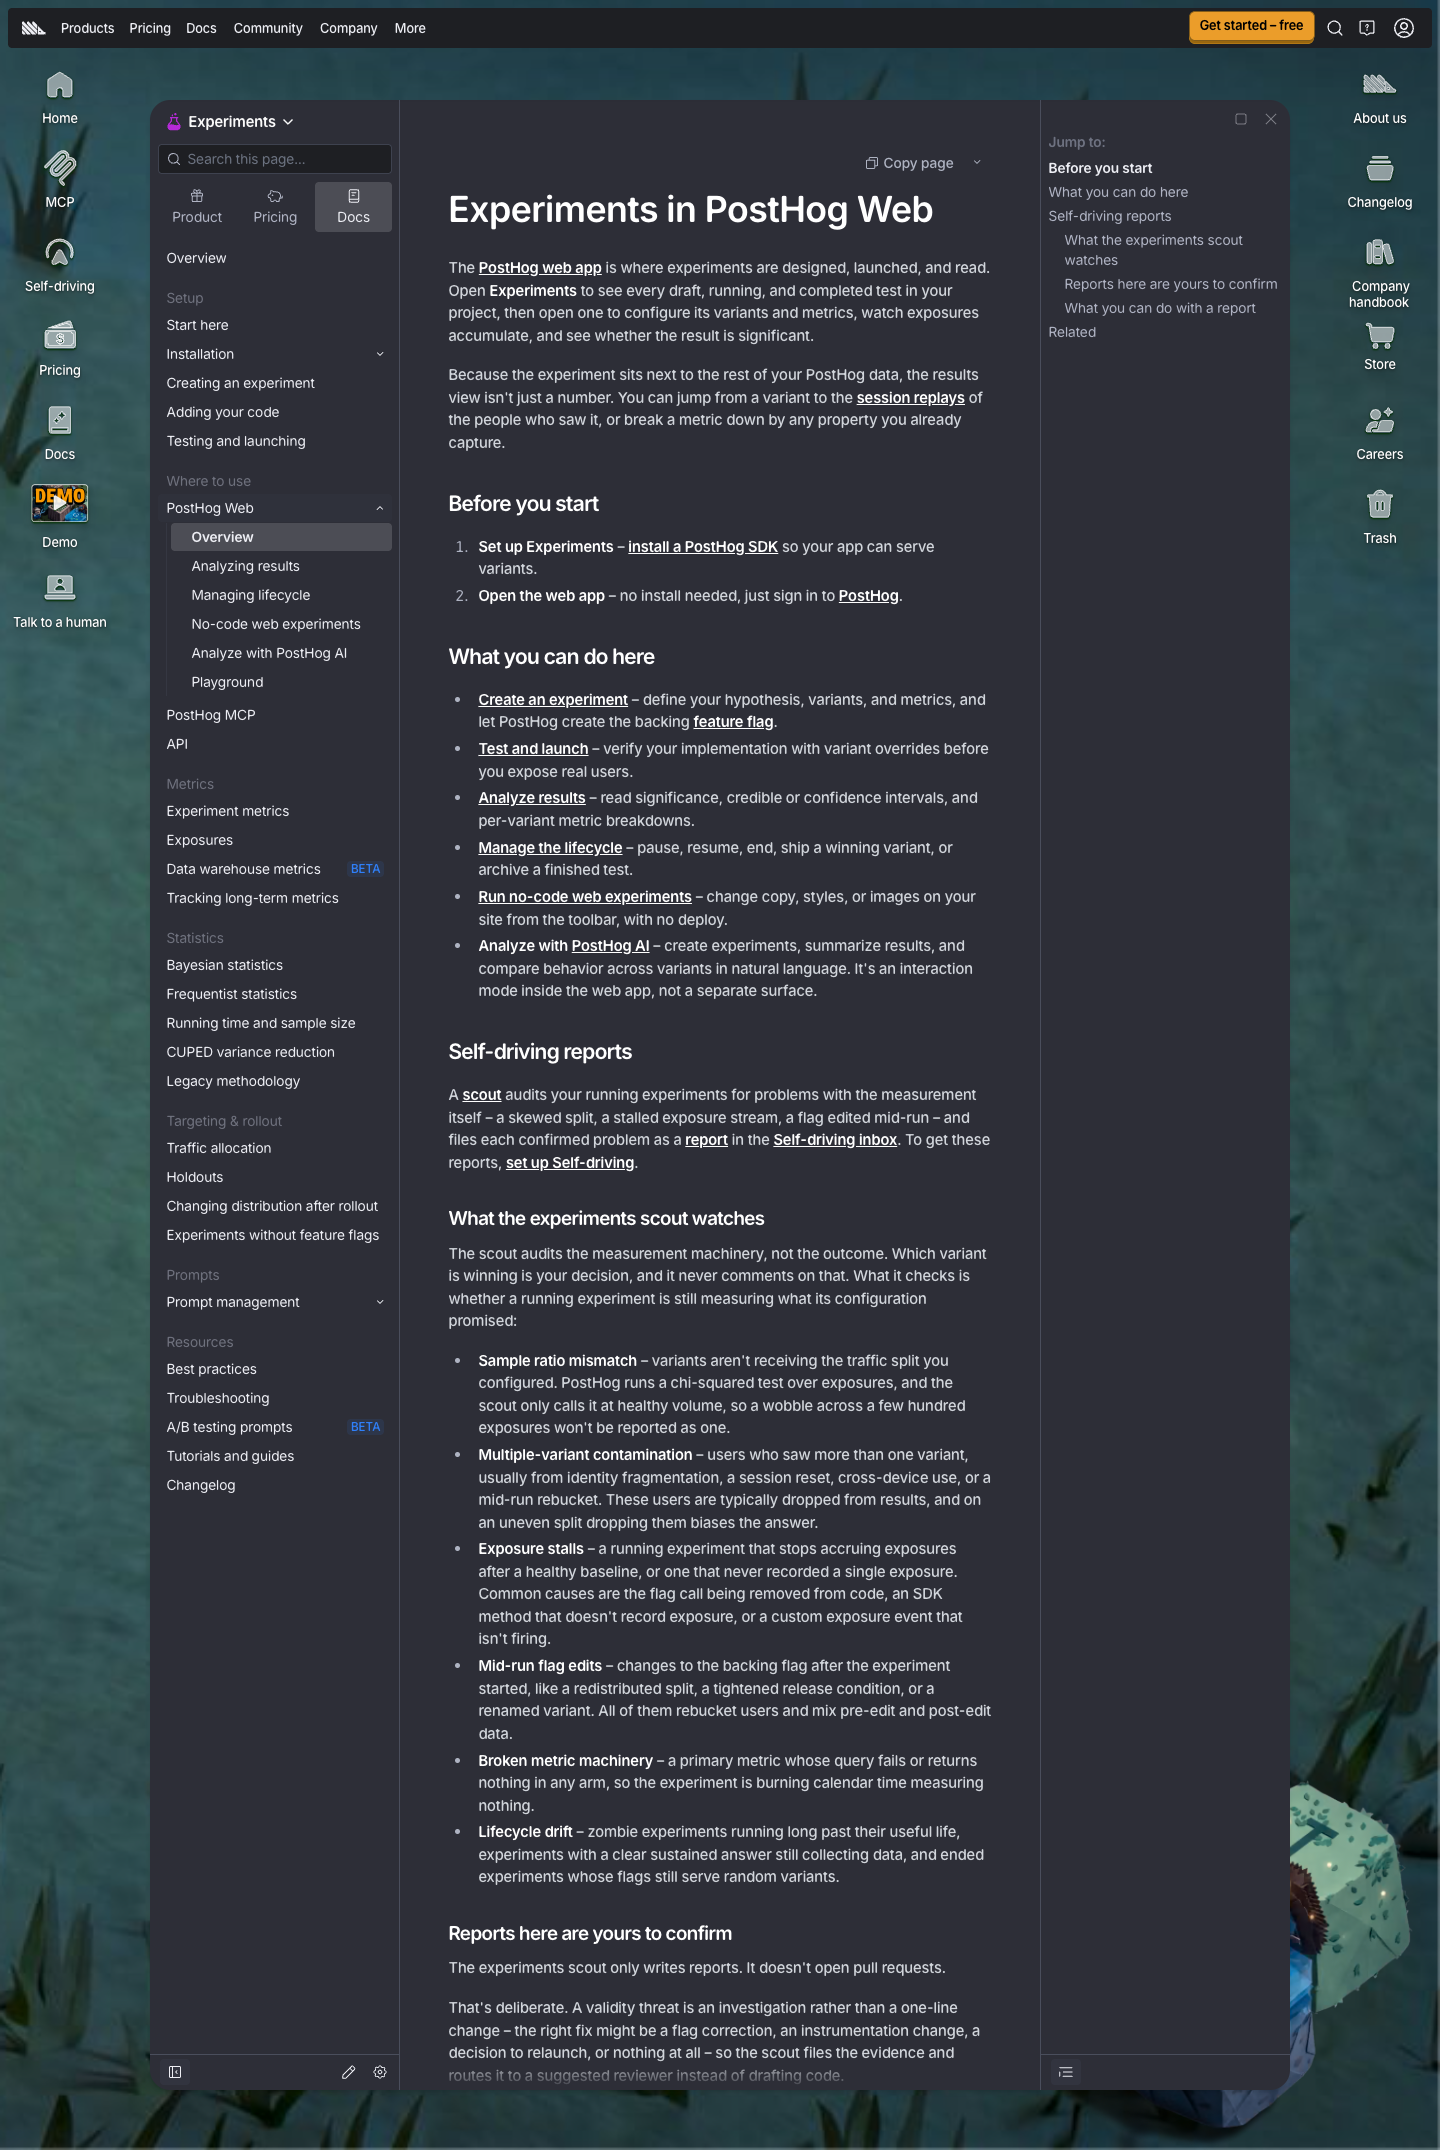 Products
Pricing
Docs
Community
Company
More
Get started – free
Home
MCP
Self-driving
Pricing
Docs
DEMO
Demo
Talk to a human
About us
Changelog
Company
handbook
Store
Careers
Trash
Experiments
Search this page...
Product
Pricing
Docs
Overview
Setup
Start here
Installation
Creating an experiment
Adding your code
Testing and launching
Where to use
PostHog Web
Overview
Analyzing results
Managing lifecycle
No-code web experiments
Analyze with PostHog AI
Playground
PostHog MCP
API
Metrics
Experiment metrics
Exposures
Data warehouse metrics BETA
Tracking long-term metrics
Statistics
Bayesian statistics
Frequentist statistics
Running time and sample size
CUPED variance reduction
Legacy methodology
Targeting & rollout
Traffic allocation
Holdouts
Changing distribution after rollout
Experiments without feature flags
Prompts
Prompt management
Resources
Best practices
Troubleshooting
A/B testing prompts BETA
Tutorials and guides
Changelog
Copy page
Experiments in PostHog Web
The PostHog web app is where experiments are designed, launched, and read.
Open Experiments to see every draft, running, and completed test in your
project, then open one to configure its variants and metrics, watch exposures
accumulate, and see whether the result is significant.
Because the experiment sits next to the rest of your PostHog data, the results
view isn't just a number. You can jump from a variant to the session replays of
the people who saw it, or break a metric down by any property you already
capture.
Before you start
1. Set up Experiments – install a PostHog SDK so your app can serve
variants.
2. Open the web app – no install needed, just sign in to PostHog.
What you can do here
• Create an experiment – define your hypothesis, variants, and metrics, and
let PostHog create the backing feature flag.
• Test and launch – verify your implementation with variant overrides before
you expose real users.
• Analyze results – read significance, credible or confidence intervals, and
per-variant metric breakdowns.
• Manage the lifecycle – pause, resume, end, ship a winning variant, or
archive a finished test.
• Run no-code web experiments – change copy, styles, or images on your
site from the toolbar, with no deploy.
• Analyze with PostHog AI – create experiments, summarize results, and
compare behavior across variants in natural language. It's an interaction
mode inside the web app, not a separate surface.
Self-driving reports
A scout audits your running experiments for problems with the measurement
itself – a skewed split, a stalled exposure stream, a flag edited mid-run – and
files each confirmed problem as a report in the Self-driving inbox. To get these
reports, set up Self-driving.
What the experiments scout watches
The scout audits the measurement machinery, not the outcome. Which variant
is winning is your decision, and it never comments on that. What it checks is
whether a running experiment is still measuring what its configuration
promised:
• Sample ratio mismatch – variants aren't receiving the traffic split you
configured. PostHog runs a chi-squared test over exposures, and the
scout only calls it at healthy volume, so a wobble across a few hundred
exposures won't be reported as one.
• Multiple-variant contamination – users who saw more than one variant,
usually from identity fragmentation, a session reset, cross-device use, or a
mid-run rebucket. These users are typically dropped from results, and on
an uneven split dropping them biases the answer.
• Exposure stalls – a running experiment that stops accruing exposures
after a healthy baseline, or one that never recorded a single exposure.
Common causes are the flag call being removed from code, an SDK
method that doesn't record exposure, or a custom exposure event that
isn't firing.
• Mid-run flag edits – changes to the backing flag after the experiment
started, like a redistributed split, a tightened release condition, or a
renamed variant. All of them rebucket users and mix pre-edit and post-edit
data.
• Broken metric machinery – a primary metric whose query fails or returns
nothing in any arm, so the experiment is burning calendar time measuring
nothing.
• Lifecycle drift – zombie experiments running long past their useful life,
experiments with a clear sustained answer still collecting data, and ended
experiments whose flags still serve random variants.
Reports here are yours to confirm
The experiments scout only writes reports. It doesn't open pull requests.
That's deliberate. A validity threat is an investigation rather than a one-line
change – the right fix might be a flag correction, an instrumentation change, a
decision to relaunch, or nothing at all – so the scout files the evidence and
routes it to a suggested reviewer instead of drafting code.
Jump to:
Before you start
What you can do here
Self-driving reports
What the experiments scout
watches
Reports here are yours to confirm
What you can do with a report
Related